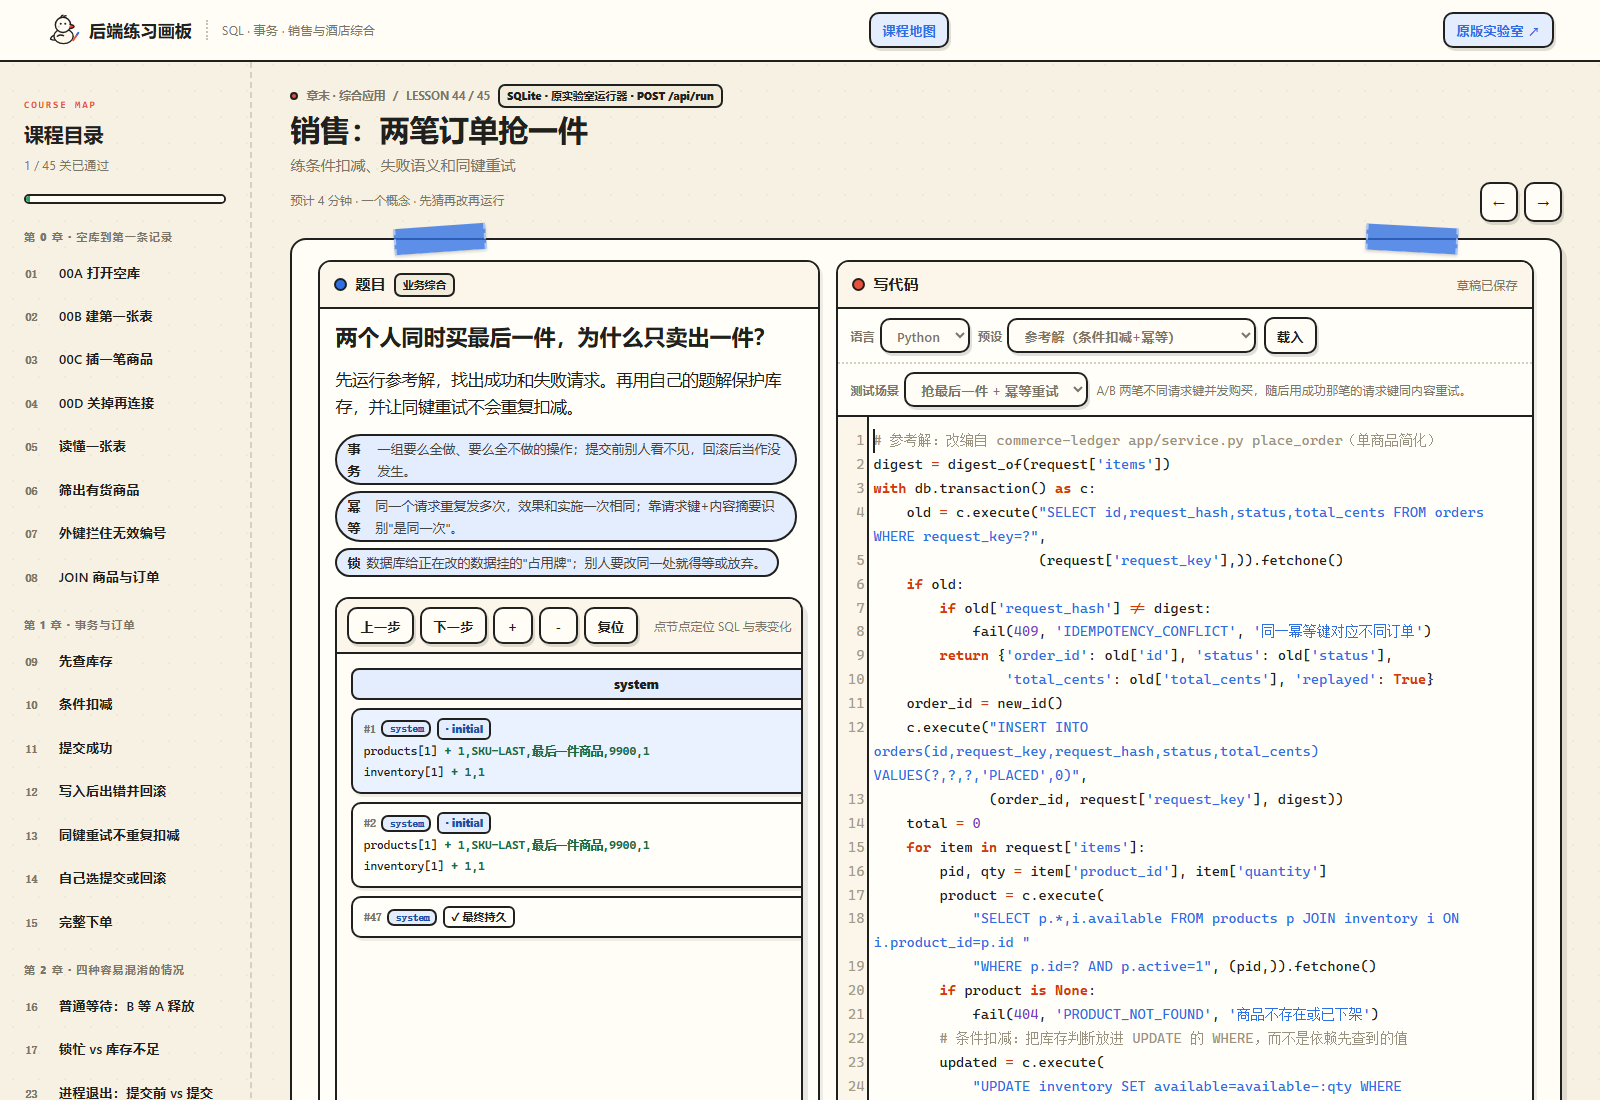 后端练习画板
SQL · 事务 · 销售与酒店综合
课程地图
原版实验室 ↗
COURSE MAP
课程目录
1 / 45 关已通过
第 0 章 · 空库到第一条记录
01 00A 打开空库
02 00B 建第一张表
03 00C 插一笔商品
04 00D 关掉再连接
05 读懂一张表
06 筛出有货商品
07 外键拦住无效编号
08 JOIN 商品与订单
第 1 章 · 事务与订单
09 先查库存
10 条件扣减
11 提交成功
12 写入后出错并回滚
13 同键重试不重复扣减
14 自己选提交或回滚
15 完整下单
第 2 章 · 四种容易混淆的情况
16 普通等待：B 等 A 释放
17 锁忙 vs 库存不足
23 进程退出：提交前 vs 提交
章末 · 综合应用 / LESSON 44 / 45 SQLite · 原实验室运行器 · POST /api/run
销售：两笔订单抢一件
练条件扣减、失败语义和同键重试
预计 4 分钟 · 一个概念 · 先猜再改再运行
← →
题目 业务综合
两个人同时买最后一件，为什么只卖出一件？
先运行参考解，找出成功和失败请求。再用自己的题解保护库
存，并让同键重试不会重复扣减。
事务 一组要么全做、要么全不做的操作；提交前别人看不见，回滚后当作没
发生。
幂等 同一个请求重复发多次，效果和实施一次相同；靠请求键+内容摘要识
别"是同一次"。
锁 数据库给正在改的数据挂的"占用牌"；别人要改同一处就得等或放弃。
上一步 下一步 + - 复位 点节点定位 SQL 与表变化
system
#1 system · initial
products[1] + 1,SKU-LAST,最后一件商品,9900,1
inventory[1] + 1,1
#2 system · initial
products[1] + 1,SKU-LAST,最后一件商品,9900,1
inventory[1] + 1,1
#47 system ✓ 最终持久
写代码 草稿已保存
语言 Python 预设 参考解（条件扣减+幂等） 载入
测试场景 抢最后一件 + 幂等重试 A/B 两笔不同请求键并发购买，随后用成功那笔的请求键同内容重试。
1 # 参考解：改编自 commerce-ledger app/service.py place_order（单商品简化）
2 digest = digest_of(request['items'])
3 with db.transaction() as c:
4 old = c.execute("SELECT id,request_hash,status,total_cents FROM orders
WHERE request_key=?",
5 (request['request_key'],)).fetchone()
6 if old:
7 if old['request_hash'] != digest:
8 fail(409, 'IDEMPOTENCY_CONFLICT', '同一幂等键对应不同订单')
9 return {'order_id': old['id'], 'status': old['status'],
10 'total_cents': old['total_cents'], 'replayed': True}
11 order_id = new_id()
12 c.execute("INSERT INTO
orders(id,request_key,request_hash,status,total_cents)
VALUES(?,?,?,'PLACED',0)",
13 (order_id, request['request_key'], digest))
14 total = 0
15 for item in request['items']:
16 pid, qty = item['product_id'], item['quantity']
17 product = c.execute(
18 "SELECT p.*,i.available FROM products p JOIN inventory i ON
i.product_id=p.id "
19 "WHERE p.id=? AND p.active=1", (pid,)).fetchone()
20 if product is None:
21 fail(404, 'PRODUCT_NOT_FOUND', '商品不存在或已下架')
22 # 条件扣减：把库存判断放进 UPDATE 的 WHERE，而不是依赖先查到的值
23 updated = c.execute(
24 "UPDATE inventory SET available=available-:qty WHERE